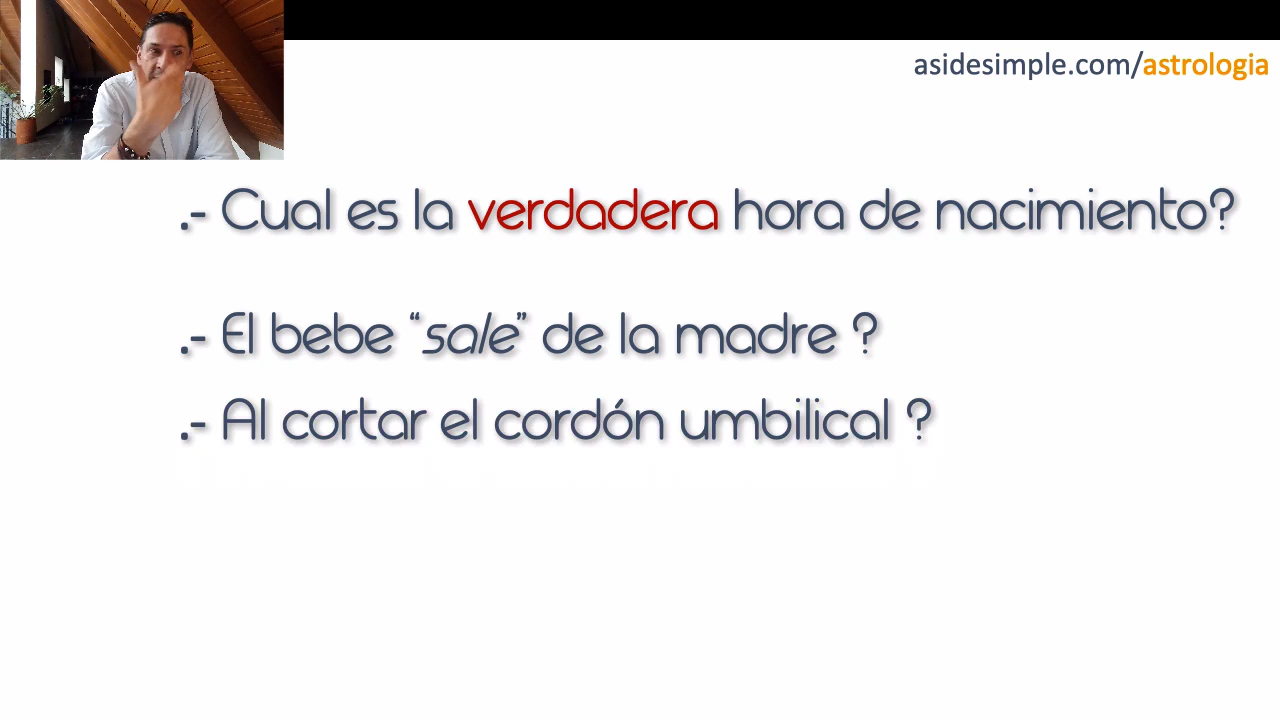 asidesimple.com/astrologia
.- Cual es la verdadera hora de nacimiento?
.- El bebe “sale” de la madre ?
.- Al cortar el cordón umbilical ?